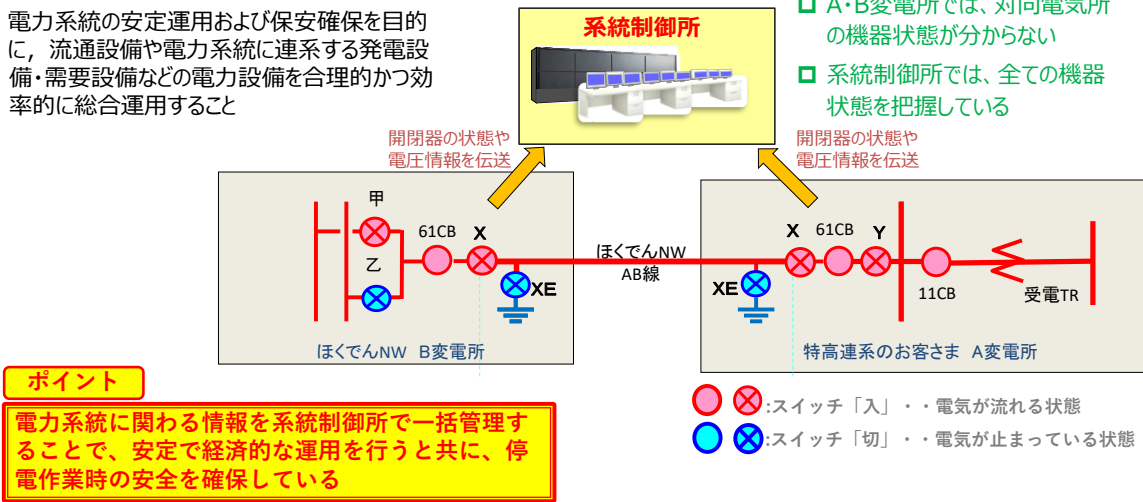 電力系統の安定運用および保安確保を目的
に，流通設備や電力系統に連系する発電設
備・需要設備などの電力設備を合理的かつ効
率的に総合運用すること
系統制御所
A・B変電所では、対向電気所
の機器状態が分からない
系統制御所では、全ての機器
状態を把握している
開閉器の状態や
電圧情報を伝送
開閉器の状態や
電圧情報を伝送
甲
61CB
X
乙
XE
ほくでんNW
AB線
X
61CB
Y
XE
11CB
受電TR
ほくでんNW B変電所
特高連系のお客さま A変電所
ポイント
電力系統に関わる情報を系統制御所で一括管理す
ることで、安定で経済的な運用を行うと共に、停
電作業時の安全を確保している
:スイッチ「入」・・電気が流れる状態
:スイッチ「切」・・電気が止まっている状態